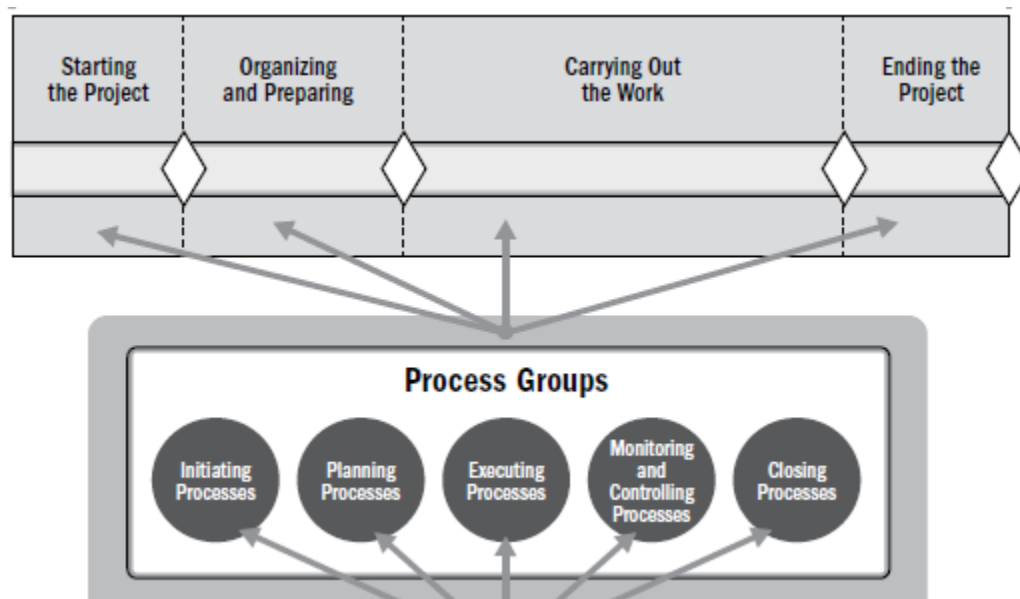 Starting
the Project
Organizing
and Preparing
Carrying Out
the Work
Ending the
Project
Process Groups
Initiating
Processes
Planning
Processes
Executing
Processes
Monitoring
and
Controlling
Processes
Closing
Processes